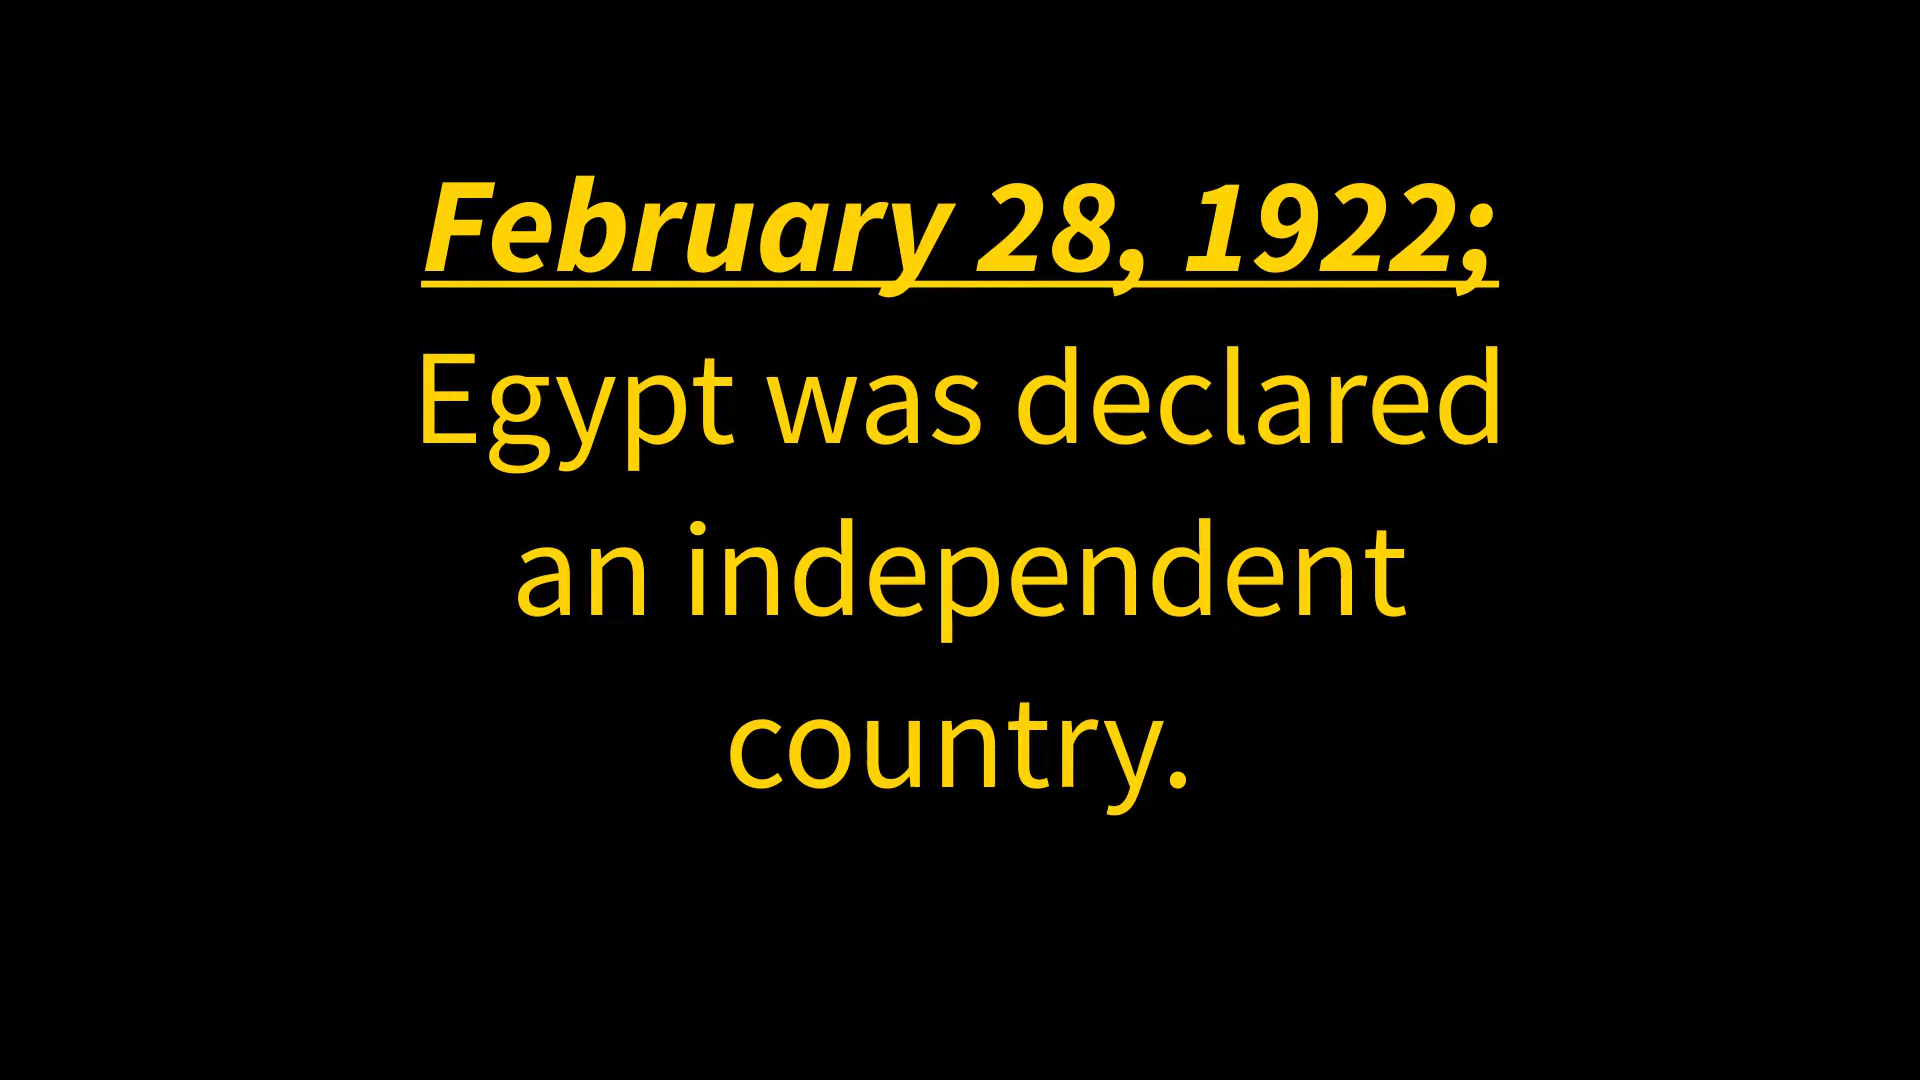 February 28, 1922;
Egypt was declared
an independent
country.